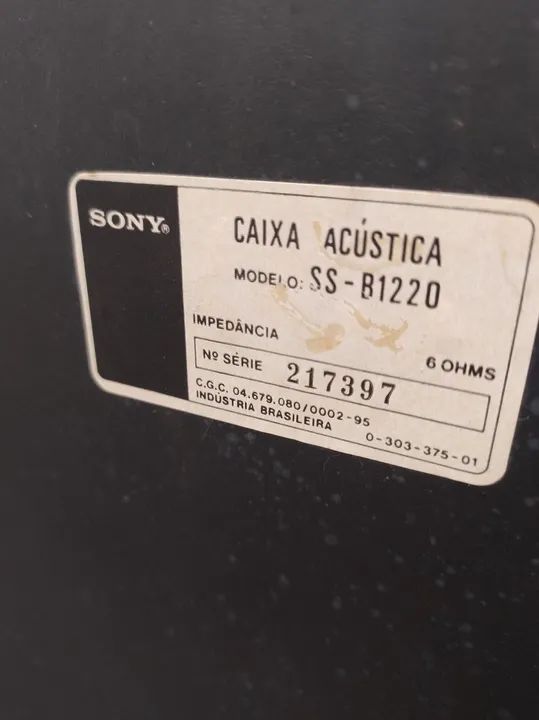 SONY®
CAIXA ACÚSTICA
MODELO: SS-B1220
IMPEDÂNCIA 6 OHMS
Nº SÉRIE 217397
C.G.C. 04.679.080/0002-95
INDÚSTRIA BRASILEIRA 0-303-375-01